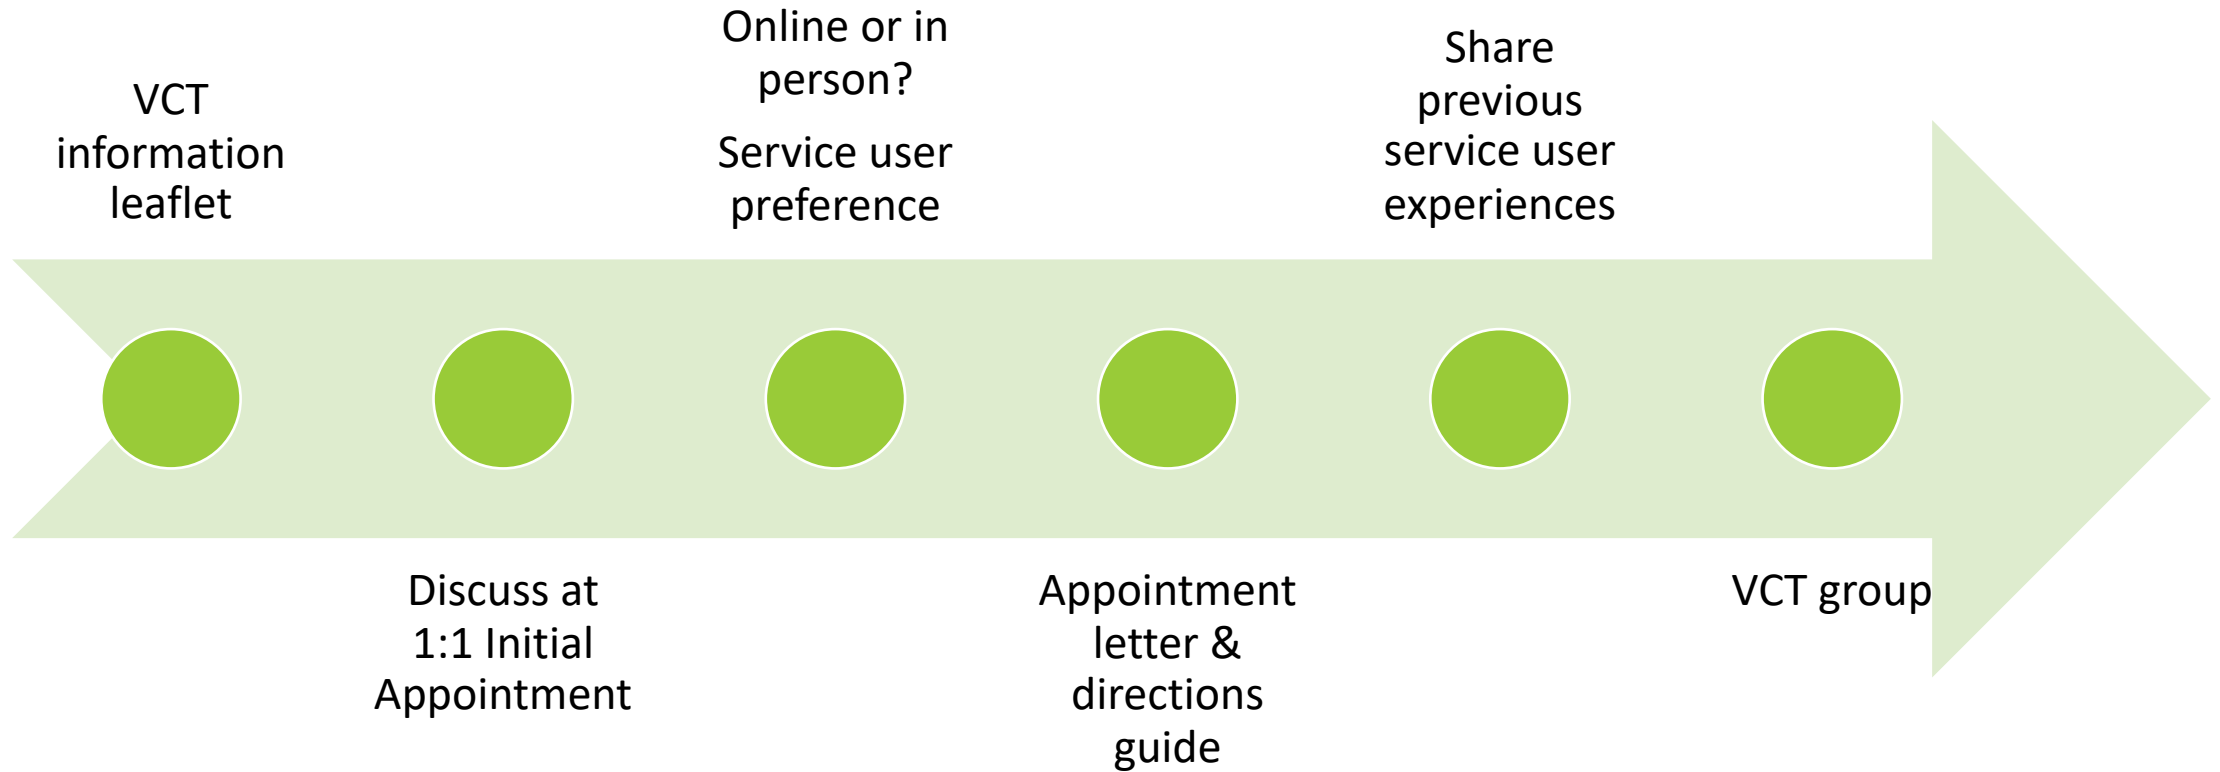 VCT
information
leaflet
Discuss at
1:1 Initial
Appointment
Online or in
person?
Service user
preference
Appointment
letter &
directions
guide
Share
previous
service user
experiences
VCT group